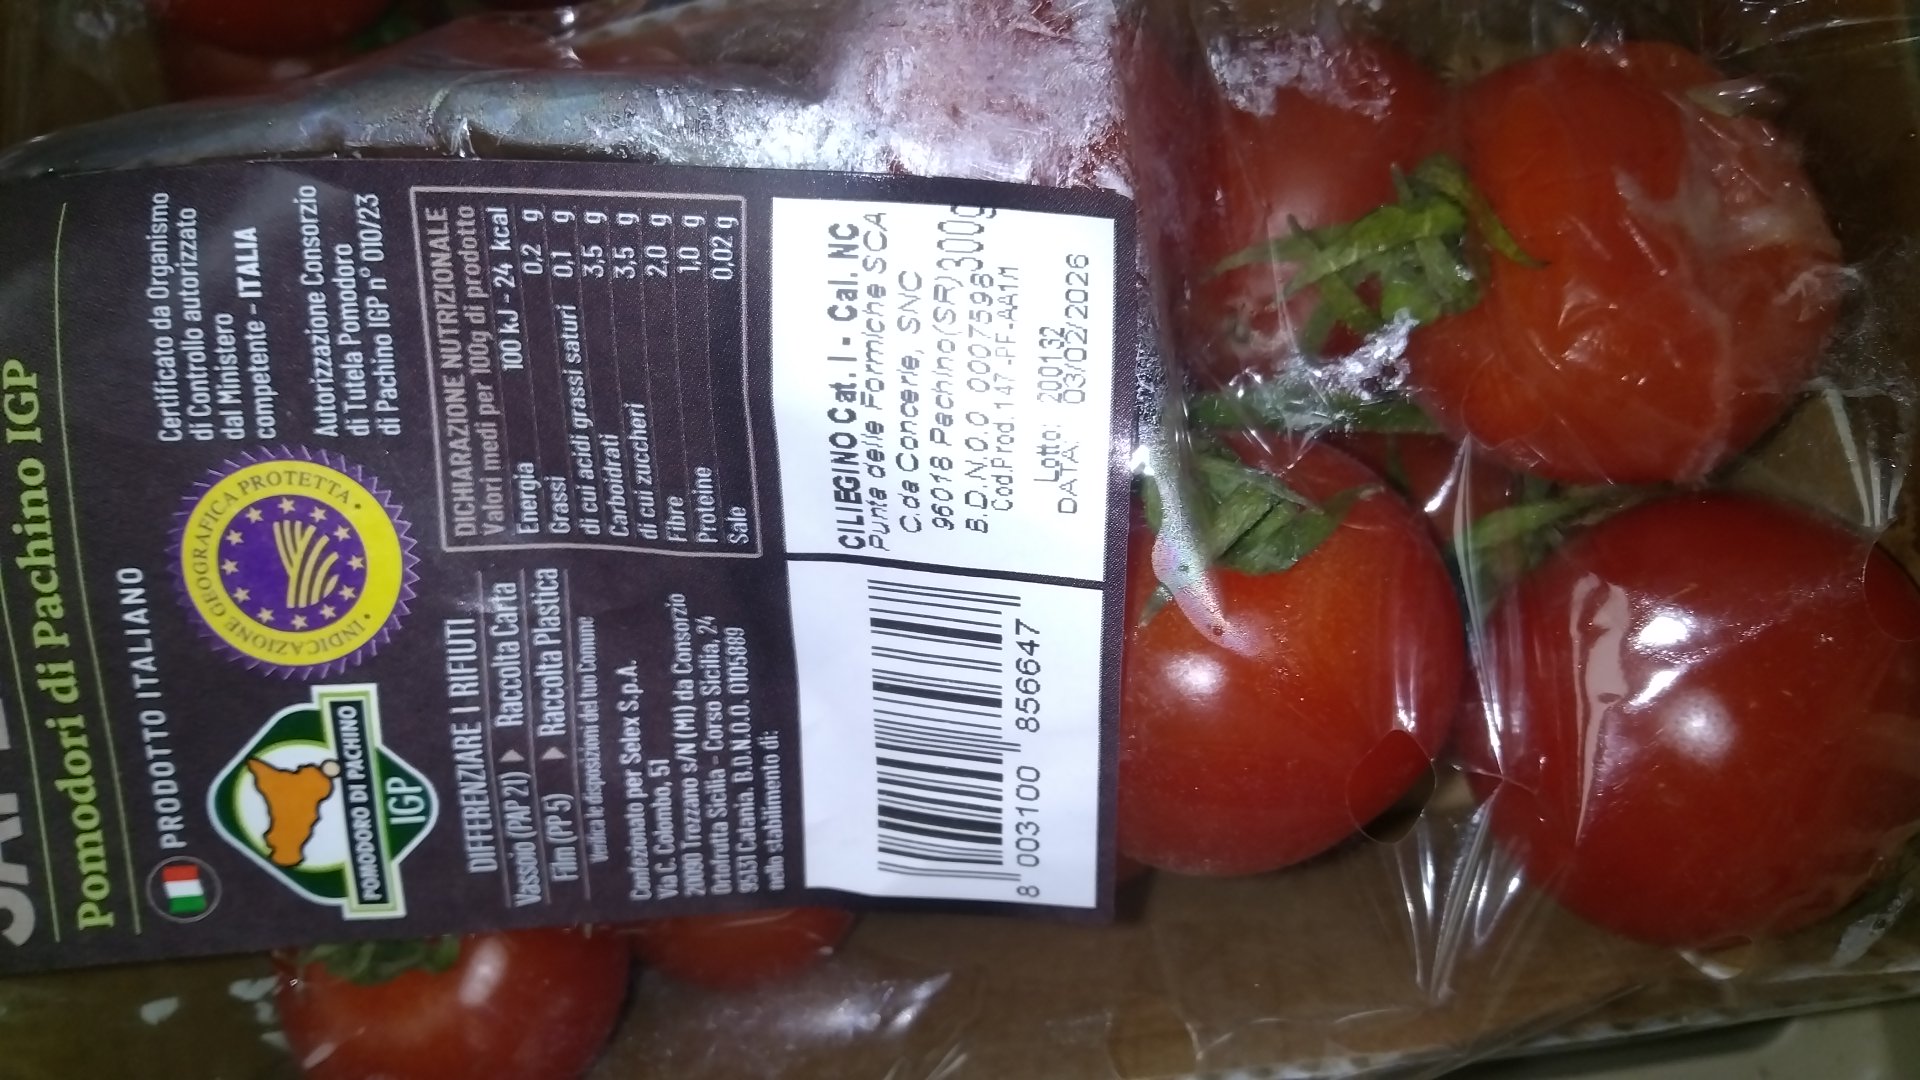 Pomodori di Pachino IGP
PRODOTTO ITALIANO
POMODORO DI PACHINO
IGP
INDICAZIONE GEOGRAFICA PROTETTA
Certificato da Organismo
di Controllo autorizzato
dal Ministero
competente - ITALIA
Autorizzazione Consorzio
di Tutela Pomodoro
di Pachino IGP n° 010/23
DIFFERENZIARE I RIFIUTI
Vassoio (PAP 21) Raccolta Carta
Film (PP 5) Raccolta Plastica
Verifica le disposizioni del tuo Comune
Confezionato per Selex S.p.A.
Via C. Colombo, 51
20090 Trezzano s/N (MI) da Consorzio
Ortofrutta Sicilia - Corso Sicilia, 24
95131 Catania. B.D.N.O.O. 0105889
nello stabilimento di:
DICHIARAZIONE NUTRIZIONALE
Valori medi per 100g di prodotto
Energia 100 kJ - 24 kcal
Grassi 0,2 g
di cui acidi grassi saturi 0,1 g
Carboidrati 3,5 g
di cui zuccheri 3,5 g
Fibre 2,0 g
Proteine 1,0 g
Sale 0,02 g
8 003100 856647
CILIEGINO Cat. I - Cal. NC
Punta delle Formiche SCA
C.da Concerie, SNC
96018 Pachino(SR) 300g
B.D.N.O.O 0007596
Cod.Prod.147-PF-AA1M
Lotto: 200132
DATA: 03/02/2026